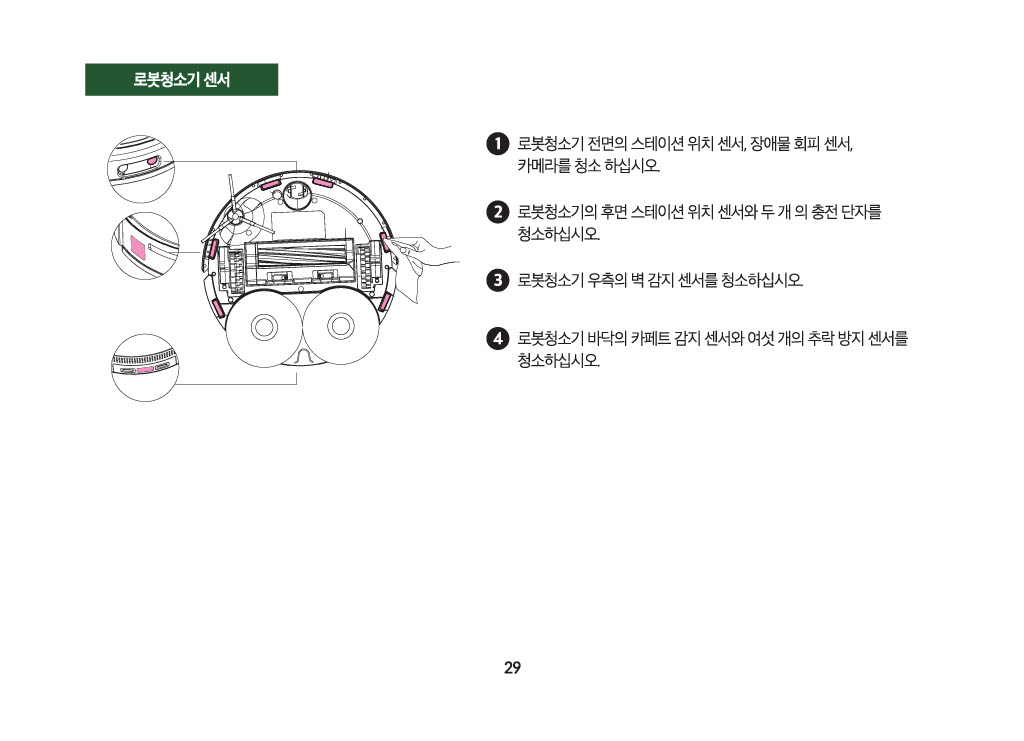 로봇청소기 센서
1 로봇청소기 전면의 스테이션 위치 센서, 장애물 회피 센서,
카메라를 청소 하십시오.
2 로봇청소기의 후면 스테이션 위치 센서와 두 개 의 충전 단자를
청소하십시오.
3 로봇청소기 우측의 벽 감지 센서를 청소하십시오.
4 로봇청소기 바닥의 카페트 감지 센서와 여섯 개의 추락 방지 센서를
청소하십시오.
29